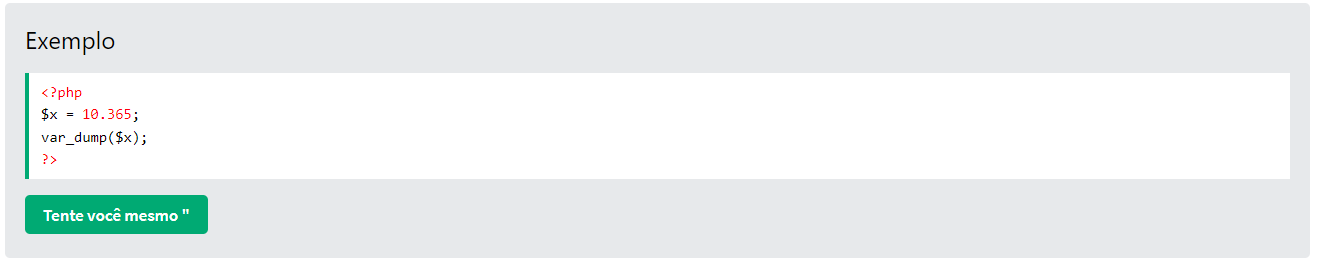 Exemplo
<?php
$x = 10.365;
var_dump($x);
?>
Tente você mesmo "